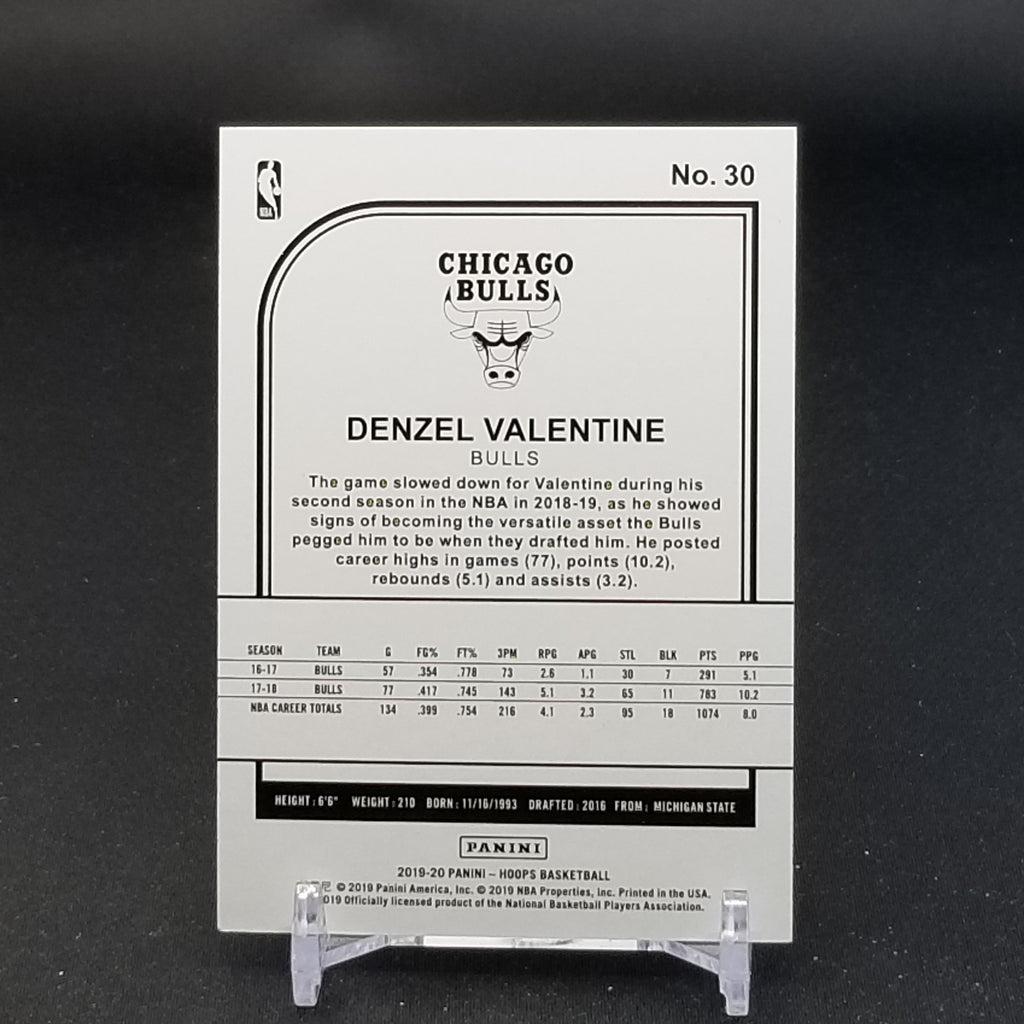 No. 30
NBA
CHICAGO
BULLS
DENZEL VALENTINE
BULLS
The game slowed down for Valentine during his
second season in the NBA in 2018-19, as he showed
signs of becoming the versatile asset the Bulls
pegged him to be when they drafted him. He posted
career highs in games (77), points (10.2),
rebounds (5.1) and assists (3.2).
SEASON TEAM G FG% FT% 3PM RPG APG STL BLK PTS PPG
16-17 BULLS 57 .354 .778 73 2.6 1.1 30 7 291 5.1
17-18 BULLS 77 .417 .745 143 5.1 3.2 65 11 783 10.2
NBA CAREER TOTALS 134 .399 .754 216 4.1 2.3 95 18 1074 8.0
HEIGHT: 6'6" WEIGHT: 210 BORN: 11/16/1993 DRAFTED: 2016 FROM: MICHIGAN STATE
PANINI
2019-20 PANINI – HOOPS BASKETBALL
© 2019 Panini America, Inc. © 2019 NBA Properties, Inc. Printed in the USA.
019 Officially licensed product of the National Basketball Players Association.